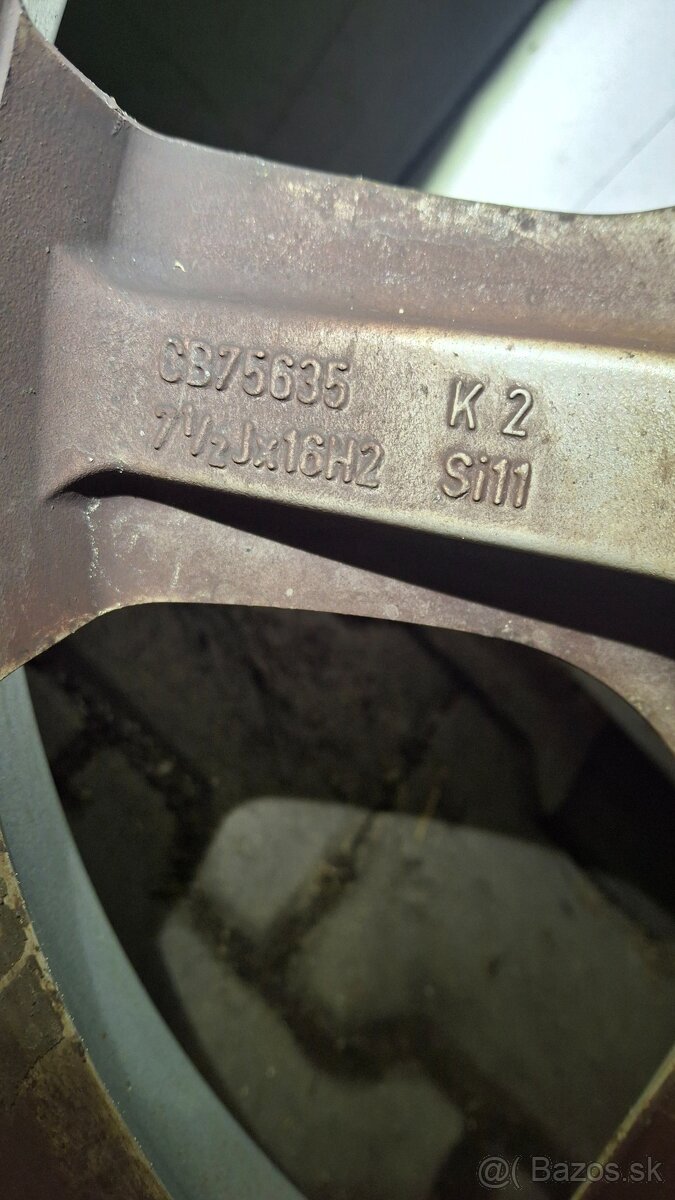 CB75635 K 2
7½Jx16H2 Si11
@( Bazos.sk